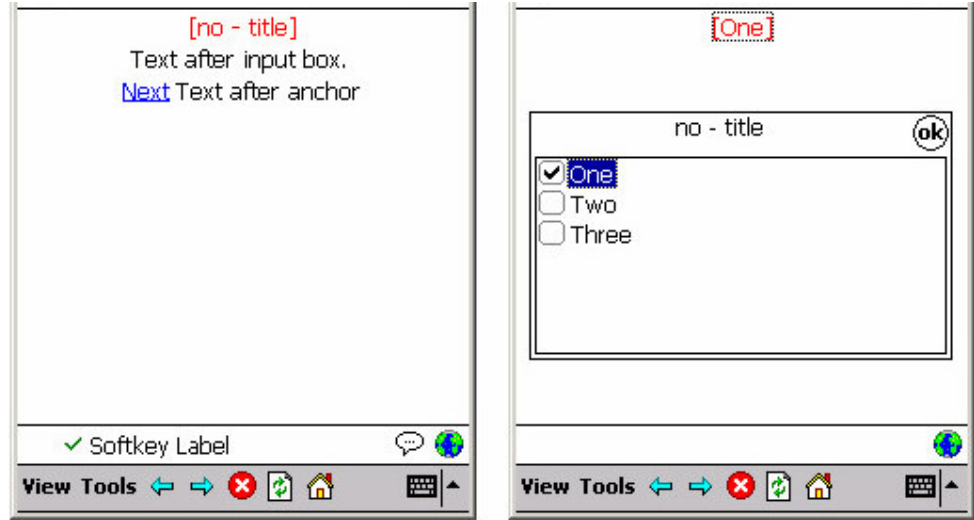 [no - title]
Text after input box.
Next Text after anchor
Softkey Label
View Tools
[One]
no - title
ok
One
Two
Three
View Tools